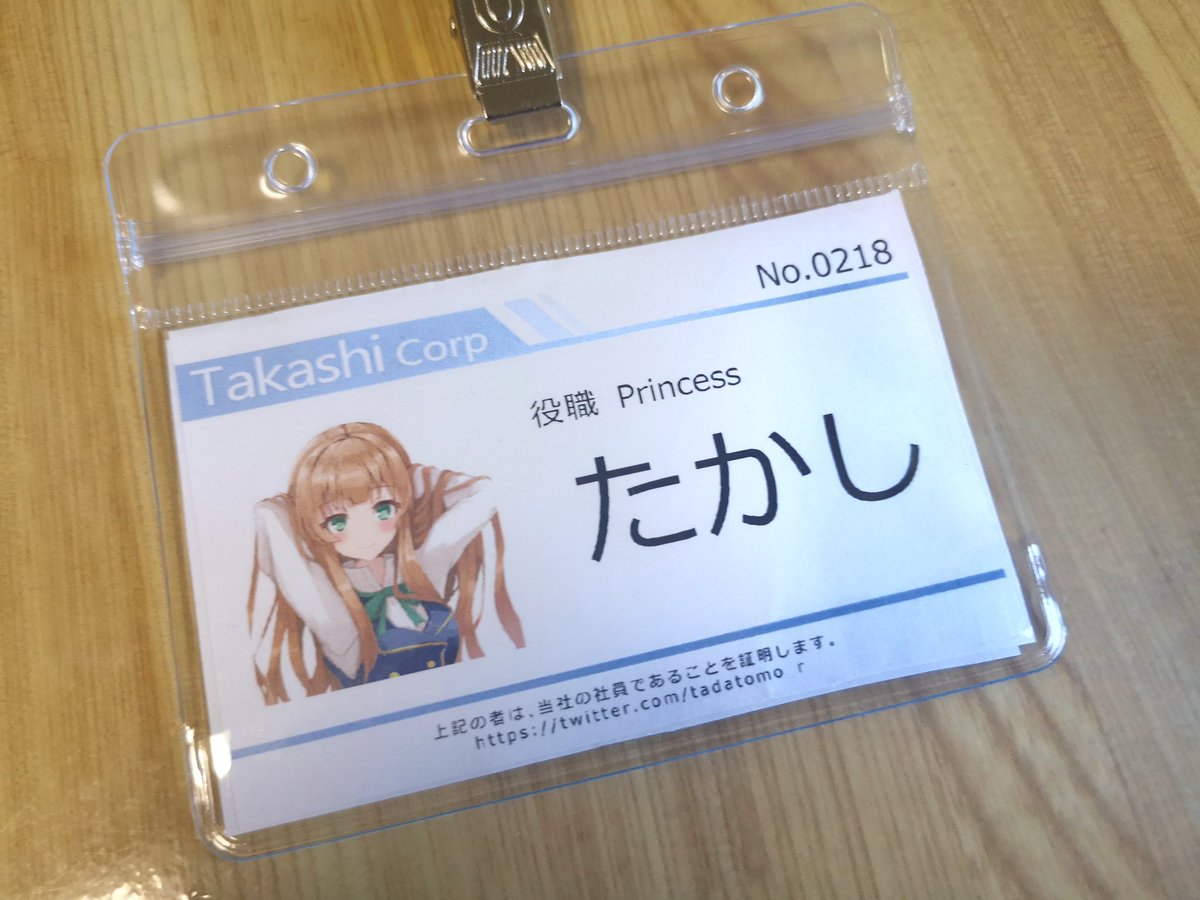 No.0218
Takashi Corp
役職 Princess
たかし
上記の者は、当社の社員であることを証明します。
https://twitter.com/tadatomo r